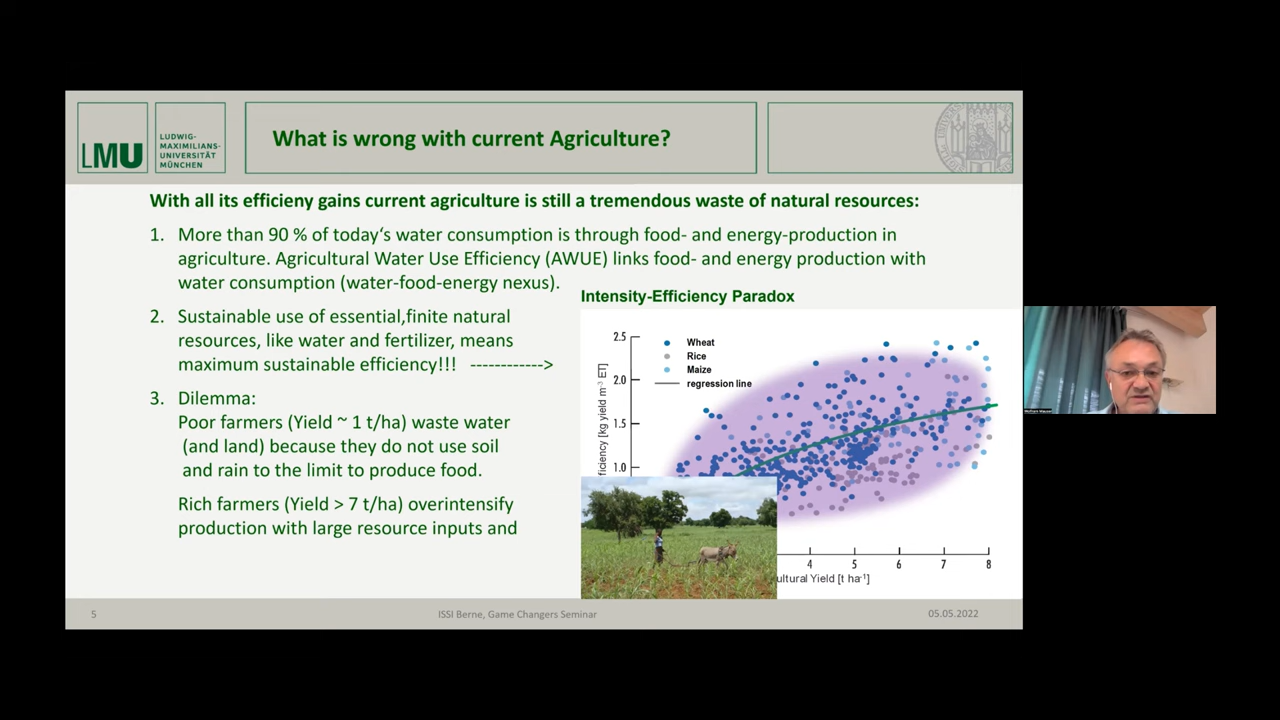 LMU
LUDWIG-
MAXIMILIANS-
UNIVERSITÄT
MÜNCHEN
What is wrong with current Agriculture?
With all its efficieny gains current agriculture is still a tremendous waste of natural resources:
1. More than 90 % of today‘s water consumption is through food- and energy-production in
agriculture. Agricultural Water Use Efficiency (AWUE) links food- and energy production with
water consumption (water-food-energy nexus).
2. Sustainable use of essential,finite natural
resources, like water and fertilizer, means
maximum sustainable efficiency!!! ------------>
3. Dilemma:
Poor farmers (Yield ~ 1 t/ha) waste water
(and land) because they do not use soil
and rain to the limit to produce food.
Rich farmers (Yield > 7 t/ha) overintensify
production with large resource inputs and
Intensity-Efficiency Paradox
2.5
2.0
1.5
1.0
Wheat
Rice
Maize
regression line
ficiency [kg yield m⁻³ ET]
4 5 6 7 8
ultural Yield [t ha⁻¹]
5
ISSI Berne, Game Changers Seminar
05.05.2022